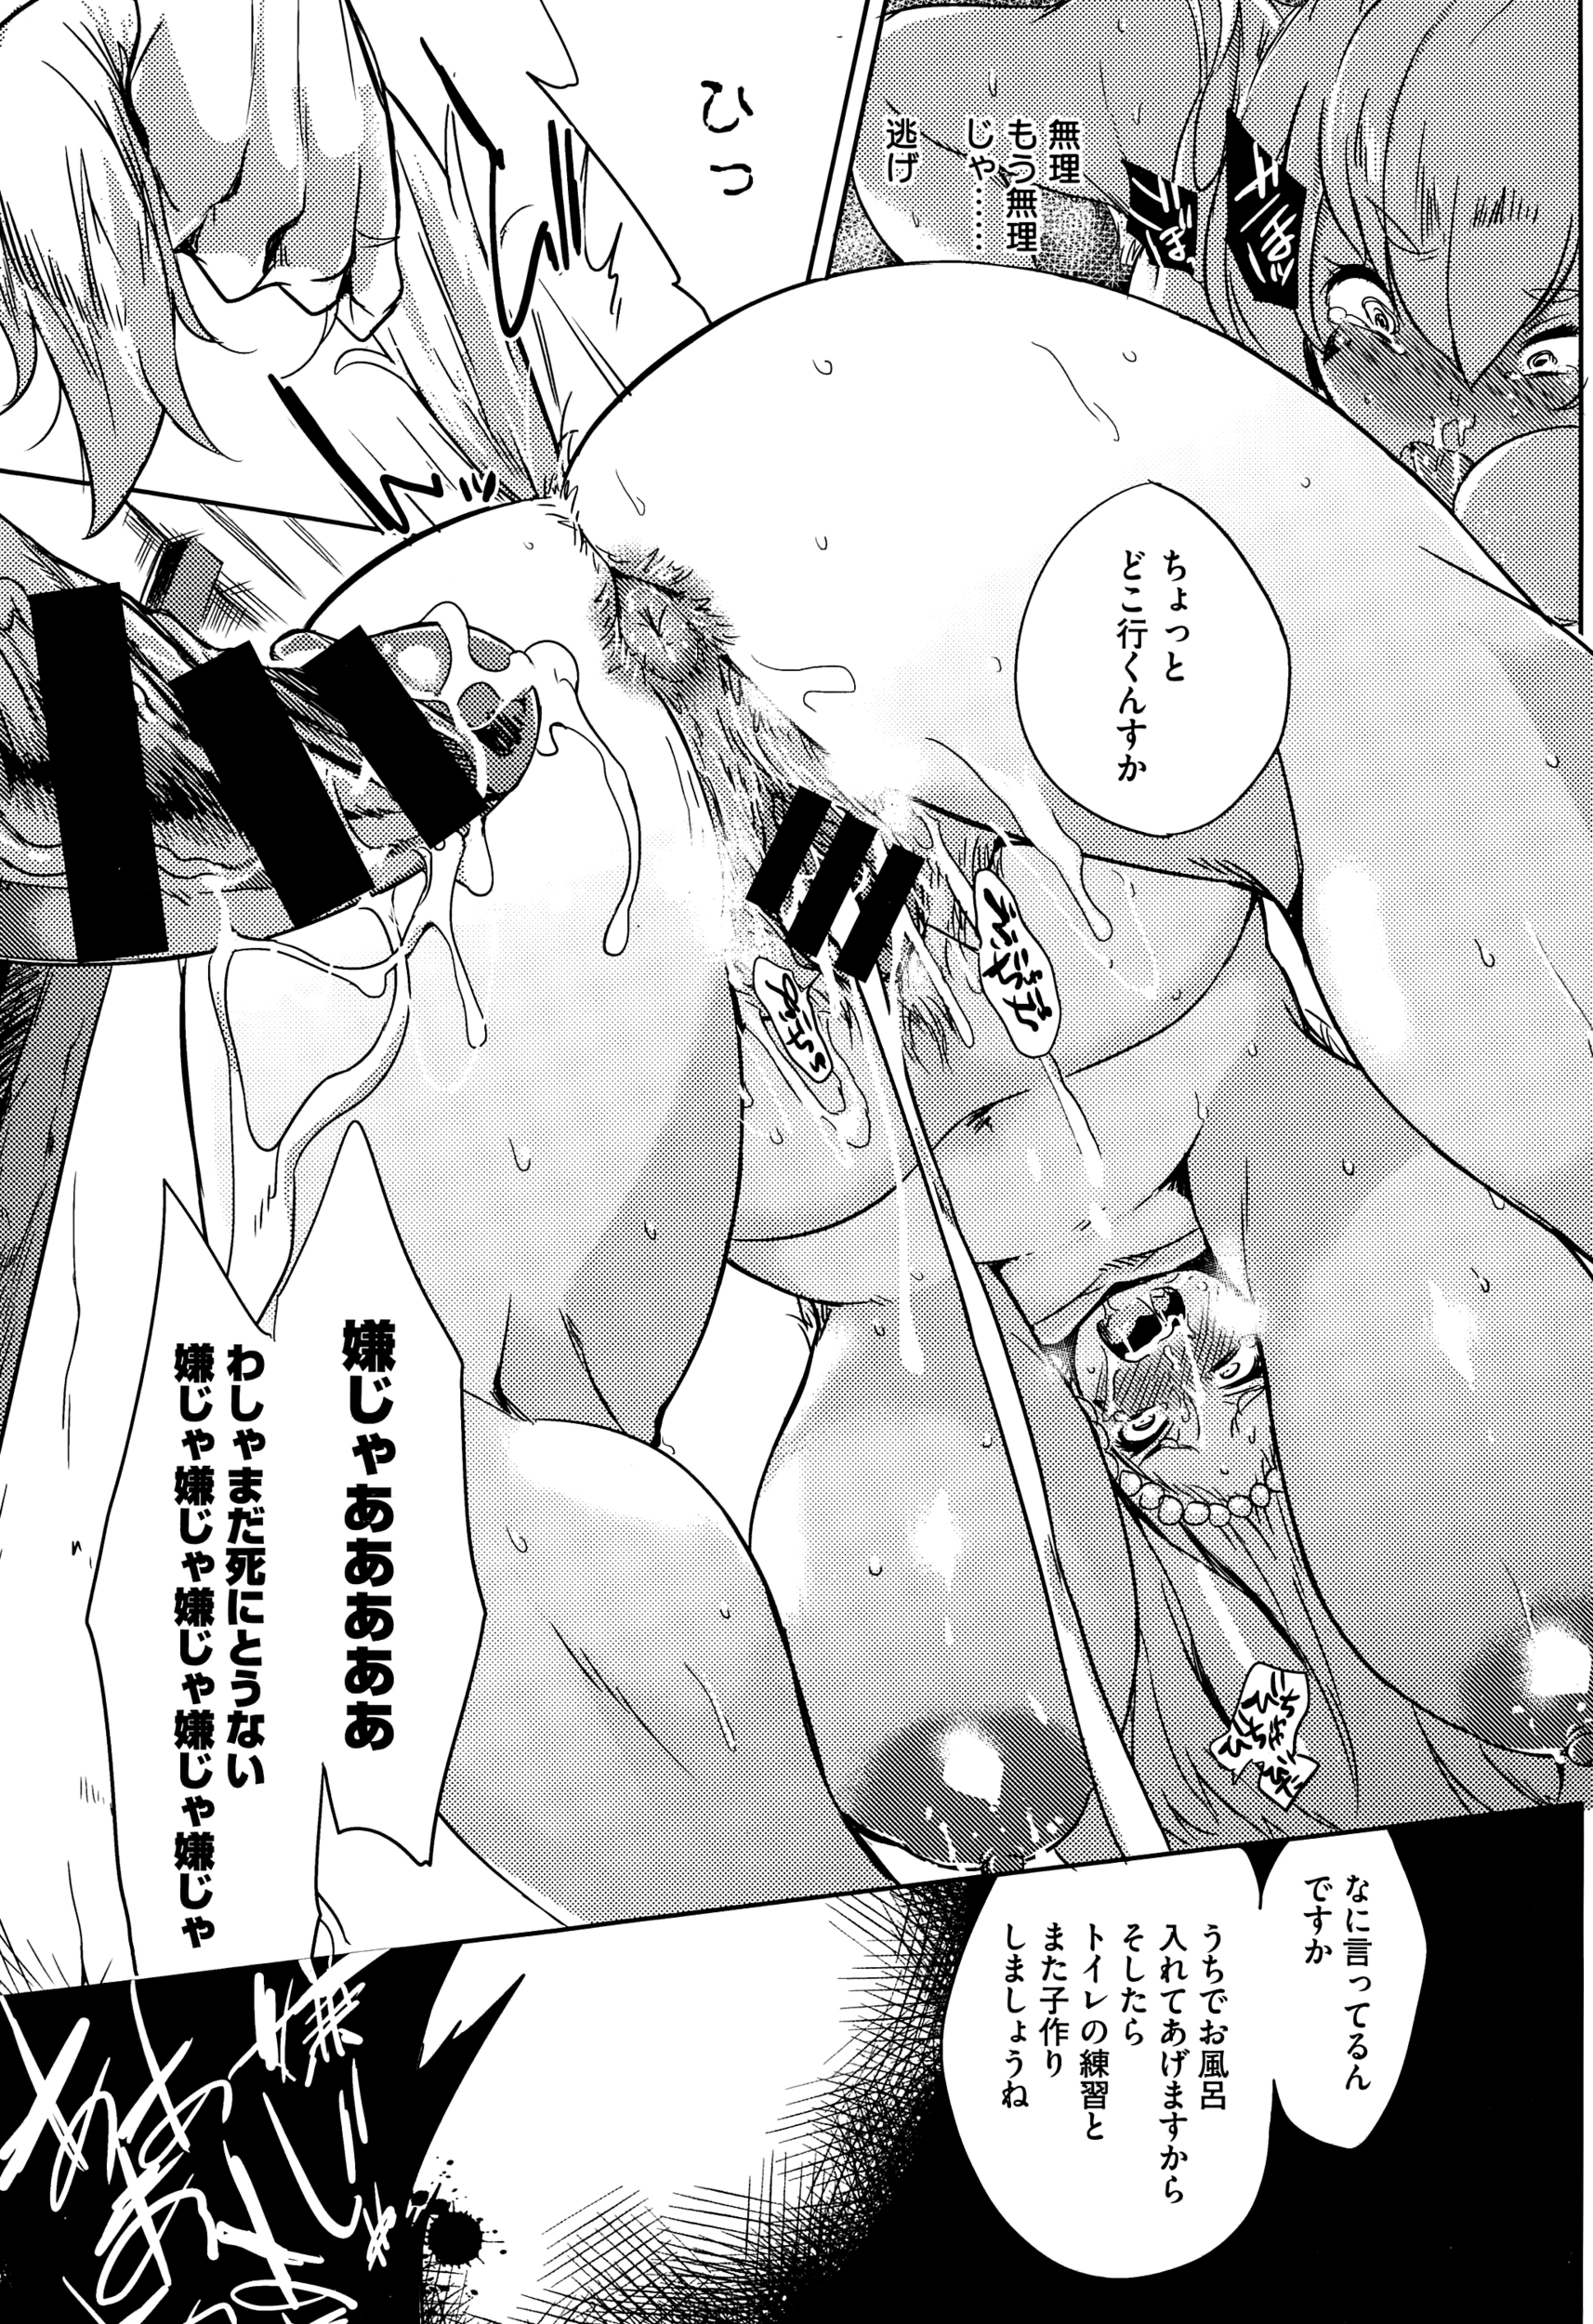 無理
もう無理
じゃ………
逃げ
ひっ
ちょっと
どこ行くんすか
嫌じゃああああああ
わしゃまだ死にとうない
嫌じゃ嫌じゃ嫌じゃ嫌じゃ嫌じゃ
なに言ってるん
ですか
うちでお風呂
入れてあげますから
そしたら
トイレの練習と
また子作り
しましょうね